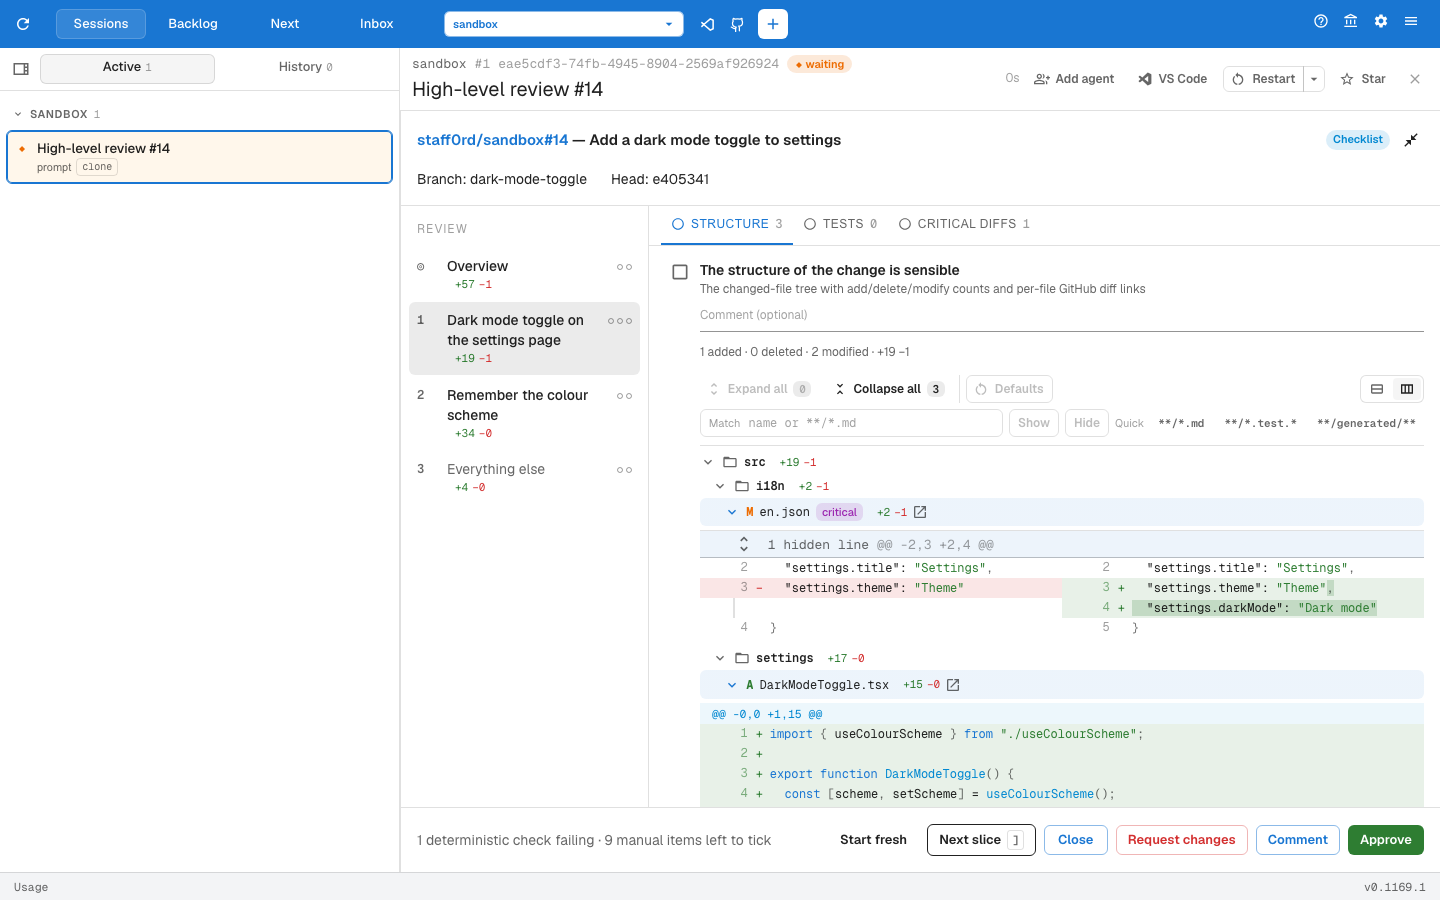 Sessions Backlog Next Inbox sandbox
Active 1 History 0
SANDBOX 1
High-level review #14
prompt clone
sandbox #1 eae5cdf3-74fb-4945-8904-2569af926924 waiting
High-level review #14
0s Add agent VS Code Restart Star
staff0rd/sandbox#14 — Add a dark mode toggle to settings
Checklist
Branch: dark-mode-toggle Head: e405341
REVIEW
Overview
+57 −1
1 Dark mode toggle on
the settings page
+19 −1
2 Remember the colour
scheme
+34 −0
3 Everything else
+4 −0
STRUCTURE 3 TESTS 0 CRITICAL DIFFS 1
The structure of the change is sensible
The changed-file tree with add/delete/modify counts and per-file GitHub diff links
Comment (optional)
1 added · 0 deleted · 2 modified · +19 −1
Expand all 0 Collapse all 3 Defaults
Match name or **/*.md Show Hide Quick **/*.md **/*.test.* **/generated/**
src +19 −1
i18n +2 −1
M en.json critical +2 −1
1 hidden line @@ -2,3 +2,4 @@
2 "settings.title": "Settings", 2 "settings.title": "Settings",
3 − "settings.theme": "Theme" 3 + "settings.theme": "Theme",
4 + "settings.darkMode": "Dark mode"
4 } 5 }
settings +17 −0
A DarkModeToggle.tsx +15 −0
@@ -0,0 +1,15 @@
1 + import { useColourScheme } from "./useColourScheme";
2 +
3 + export function DarkModeToggle() {
4 + const [scheme, setScheme] = useColourScheme();
1 deterministic check failing · 9 manual items left to tick
Start fresh Next slice ] Close Request changes Comment Approve
Usage v0.1169.1